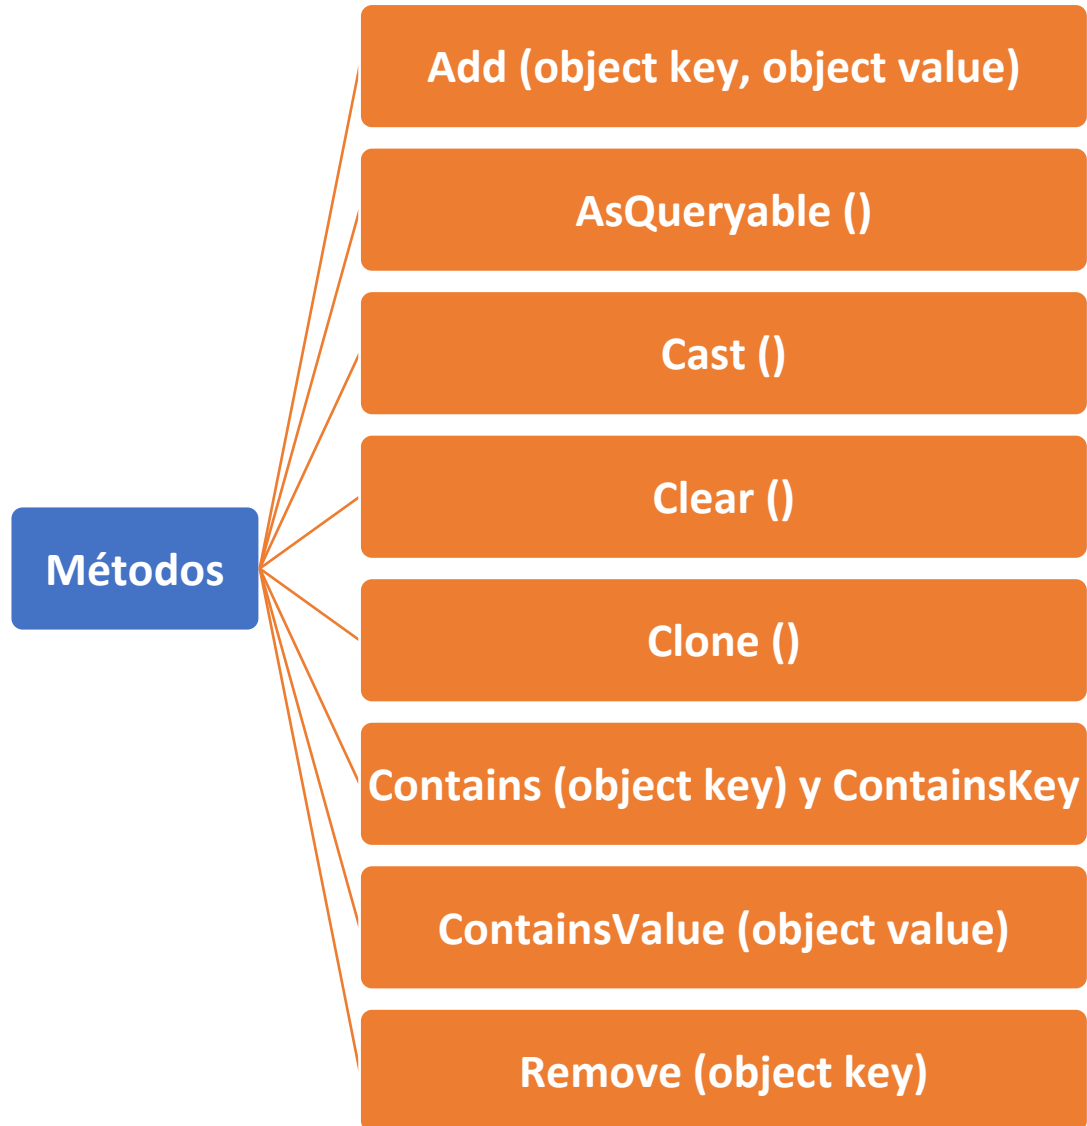 Add (object key, object value)
AsQueryable ()
Cast ()
Clear ()
Métodos
Clone ()
Contains (object key) y ContainsKey
ContainsValue (object value)
Remove (object key)